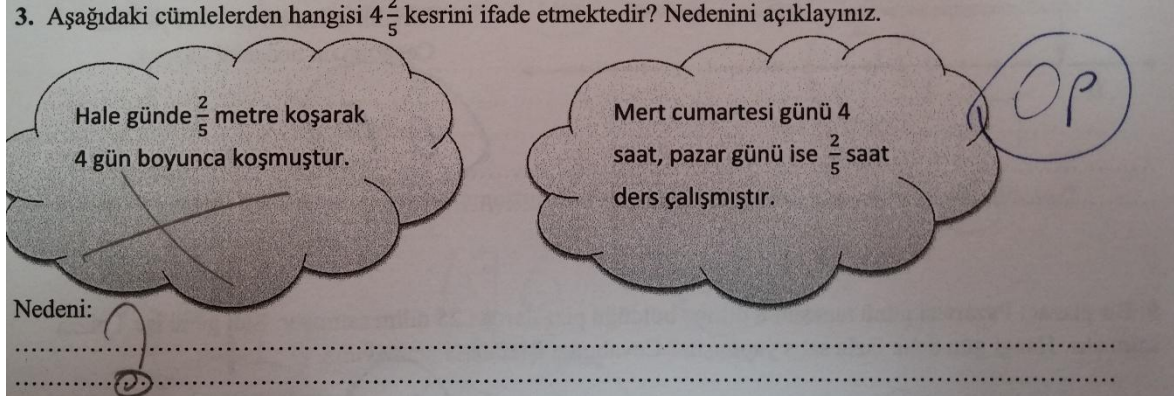 3. Aşağıdaki cümlelerden hangisi 4 2/5 kesrini ifade etmektedir? Nedenini açıklayınız.
Hale günde 2/5 metre koşarak
4 gün boyunca koşmuştur.
Mert cumartesi günü 4
saat, pazar günü ise 2/5 saat
ders çalışmıştır.
OP
Nedeni:
?